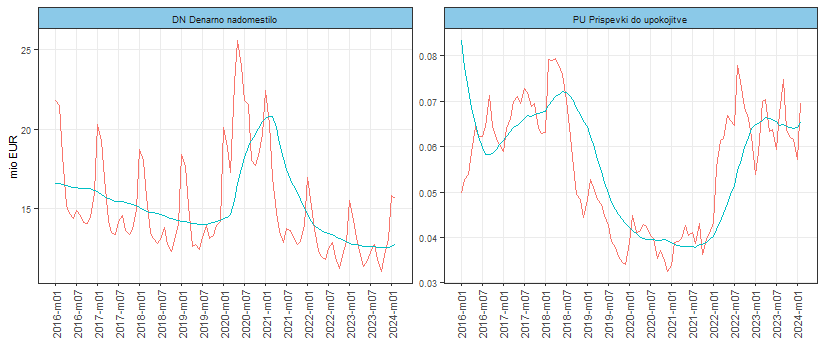 DN Denarno nadomestilo
PU Prispevki do upokojitve
mio EUR
25
20
15
0.08
0.07
0.06
0.05
0.04
0.03
2016-m01
2016-m07
2017-m01
2017-m07
2018-m01
2018-m07
2019-m01
2019-m07
2020-m01
2020-m07
2021-m01
2021-m07
2022-m01
2022-m07
2023-m01
2023-m07
2024-m01
2016-m01
2016-m07
2017-m01
2017-m07
2018-m01
2018-m07
2019-m01
2019-m07
2020-m01
2020-m07
2021-m01
2021-m07
2022-m01
2022-m07
2023-m01
2023-m07
2024-m01